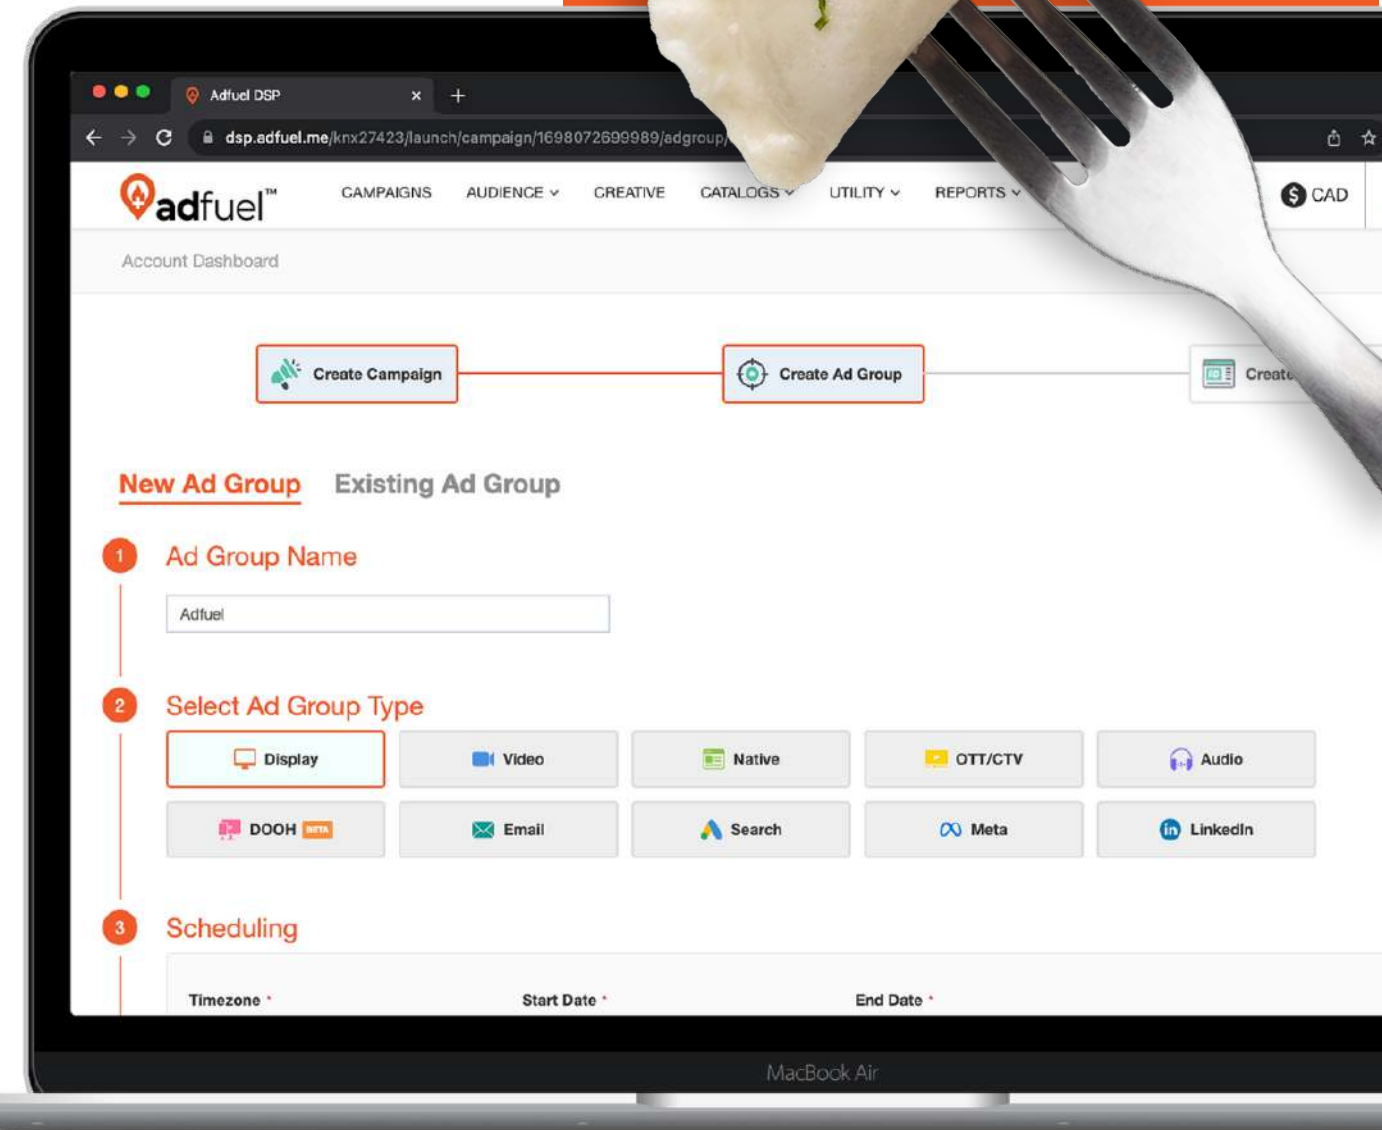 Adfuel DSP
dsp.adfuel.me/knx27423/launch/campaign/1698072699989/adgroup/
adfuel™ CAMPAIGNS AUDIENCE CREATIVE CATALOGS UTILITY REPORTS $ CAD
Account Dashboard
Create Campaign Create Ad Group Create
New Ad Group Existing Ad Group
1 Ad Group Name
Adfuel
2 Select Ad Group Type
Display Video Native OTT/CTV Audio
DOOH BETA Email Search Meta LinkedIn
3 Scheduling
Timezone * Start Date * End Date *
MacBook Air